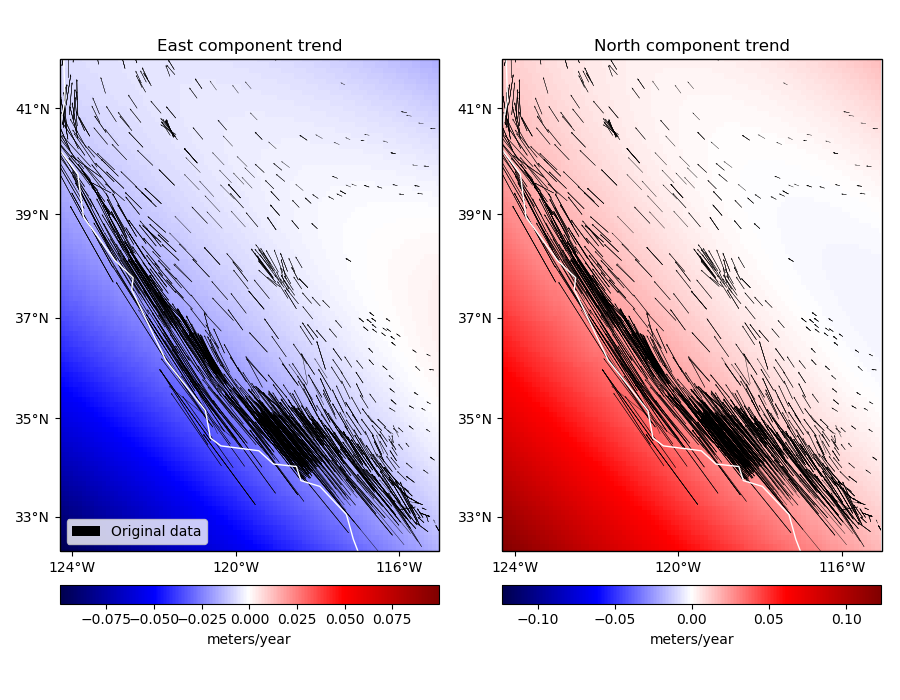 East component trend
North component trend
41°N
39°N
37°N
35°N
33°N
41°N
39°N
37°N
35°N
33°N
Original data
124°W 120°W 116°W
124°W 120°W 116°W
−0.075 −0.050 −0.025 0.000 0.025 0.050 0.075
−0.10 −0.05 0.00 0.05 0.10
meters/year
meters/year